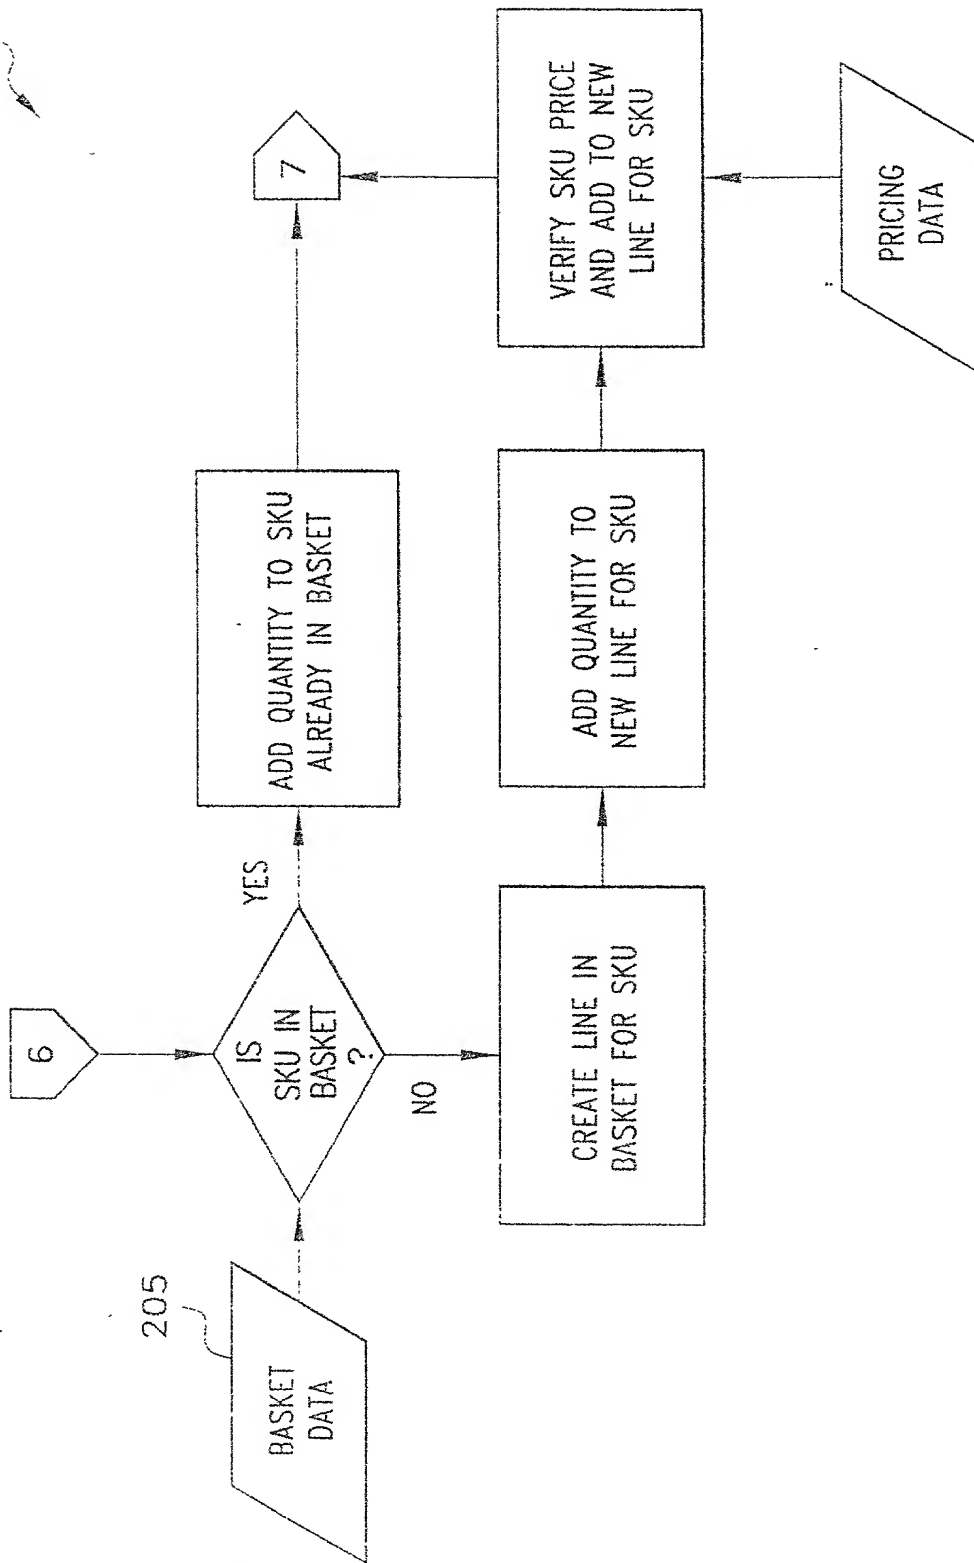 6
205
BASKET
DATA
IS
SKU IN
BASKET
?
YES
NO
ADD QUANTITY TO SKU
ALREADY IN BASKET
7
CREATE LINE IN
BASKET FOR SKU
ADD QUANTITY TO
NEW LINE FOR SKU
VERIFY SKU PRICE
AND ADD TO NEW
LINE FOR SKU
PRICING
DATA